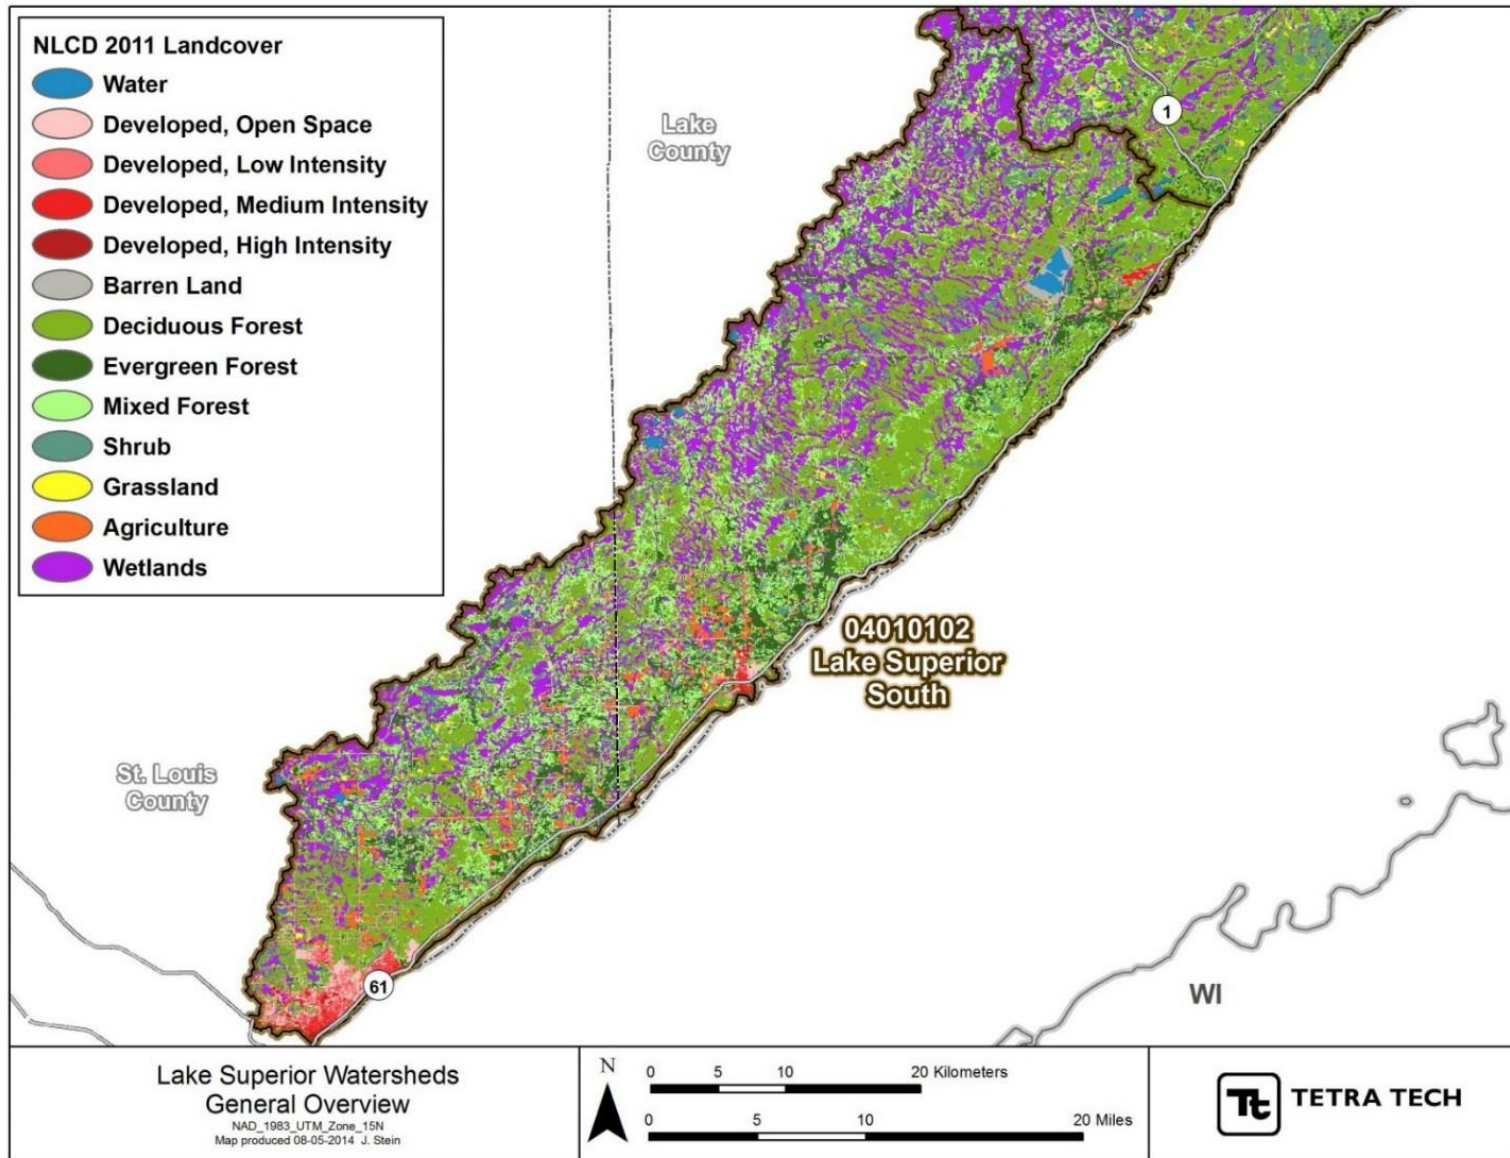 NLCD 2011 Landcover
Water
Developed, Open Space
Developed, Low Intensity
Developed, Medium Intensity
Developed, High Intensity
Barren Land
Deciduous Forest
Evergreen Forest
Mixed Forest
Shrub
Grassland
Agriculture
Wetlands
Lake
County
1
04010102
Lake Superior
South
St. Louis
County
61
WI
Lake Superior Watersheds
General Overview
NAD_1983_UTM_Zone_15N
Map produced 08-05-2014 J. Stein
N
0 5 10 20 Kilometers
0 5 10 20 Miles
Tt TETRA TECH